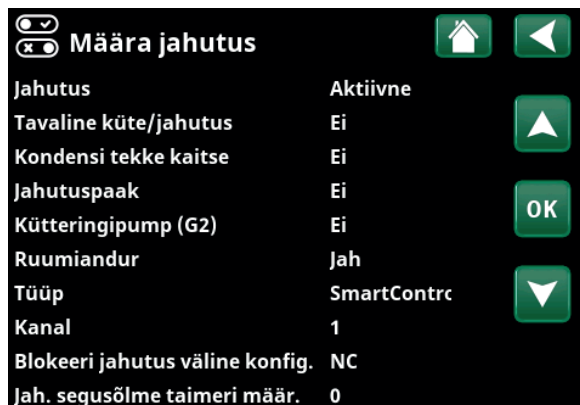 Määra jahutus
Jahutus Aktiivne
Tavaline küte/jahutus Ei
Kondensi tekke kaitse Ei
Jahutuspaak Ei
Kütteringipump (G2) Ei
OK
Ruumiandur Jah
Tüüp SmartContrc
Kanal 1
Blokeeri jahutus väline konfig. NC
Jah. segusõlme taimeri määr. 0